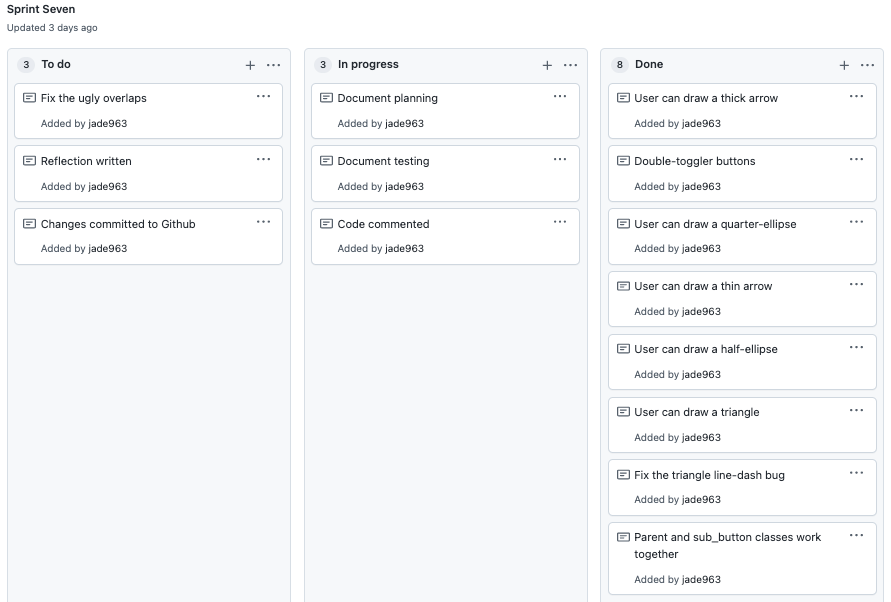 Sprint Seven
Updated 3 days ago
3 To do
Fix the ugly overlaps
Added by jade963
Reflection written
Added by jade963
Changes committed to Github
Added by jade963
3 In progress
Document planning
Added by jade963
Document testing
Added by jade963
Code commented
Added by jade963
8 Done
User can draw a thick arrow
Added by jade963
Double-toggler buttons
Added by jade963
User can draw a quarter-ellipse
Added by jade963
User can draw a thin arrow
Added by jade963
User can draw a half-ellipse
Added by jade963
User can draw a triangle
Added by jade963
Fix the triangle line-dash bug
Added by jade963
Parent and sub_button classes work
together
Added by jade963